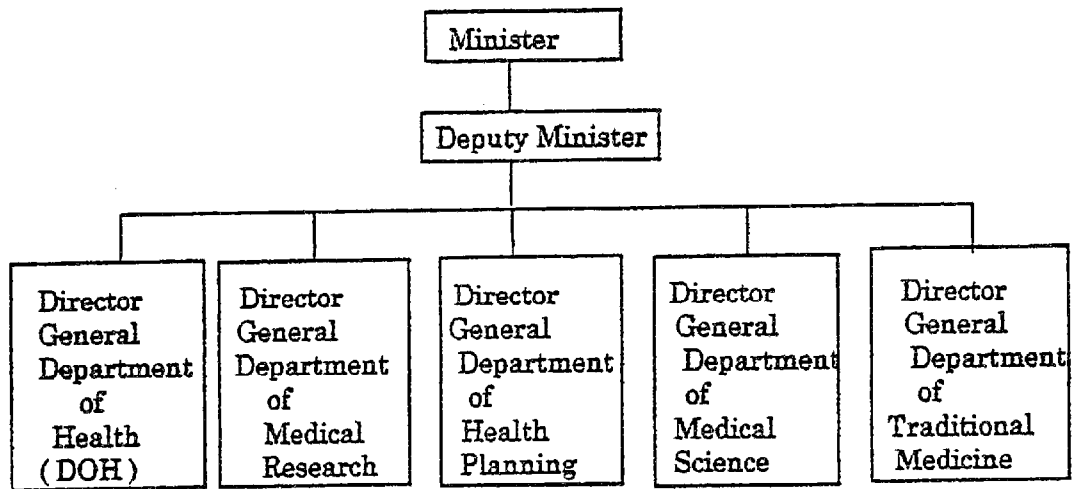 Minister
Deputy Minister
Director
General
Department
of
Health
(DOH)
Director
General
Department
of
Medical
Research
Director
General
Department
of
Health
Planning
Director
General
Department
of
Medical
Science
Director
General
Department
of
Traditional
Medicine